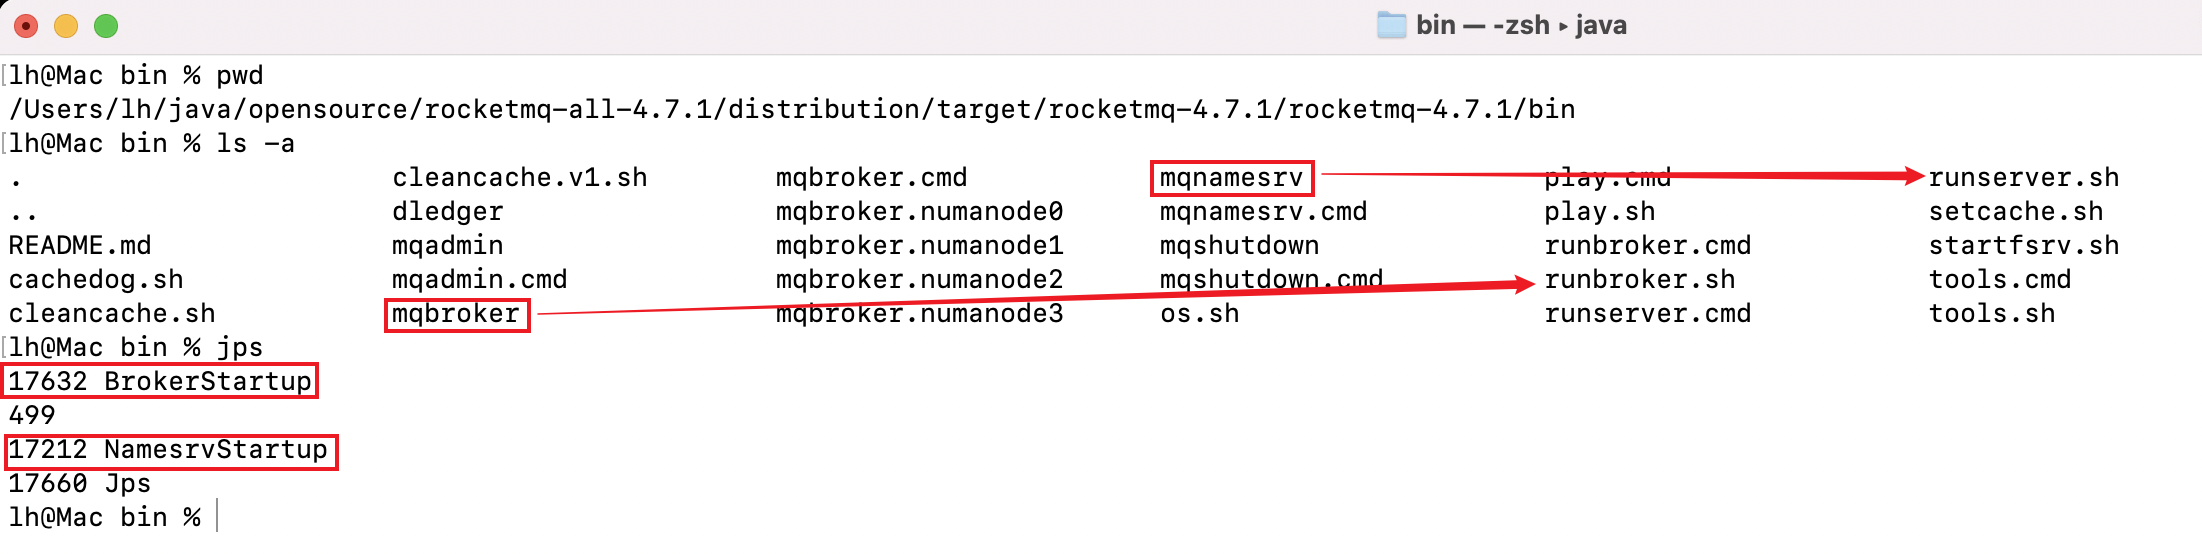 bin — -zsh ▸ java
lh@Mac bin % pwd
/Users/lh/java/opensource/rocketmq-all-4.7.1/distribution/target/rocketmq-4.7.1/rocketmq-4.7.1/bin
lh@Mac bin % ls -a
. cleancache.v1.sh mqbroker.cmd mqnamesrv play.cmd runserver.sh
.. dledger mqbroker.numanode0 mqnamesrv.cmd play.sh setcache.sh
README.md mqadmin mqbroker.numanode1 mqshutdown runbroker.cmd startfsrv.sh
cachedog.sh mqadmin.cmd mqbroker.numanode2 mqshutdown.cmd runbroker.sh tools.cmd
cleancache.sh mqbroker mqbroker.numanode3 os.sh runserver.cmd tools.sh
lh@Mac bin % jps
17632 BrokerStartup
499
17212 NamesrvStartup
17660 Jps
lh@Mac bin %